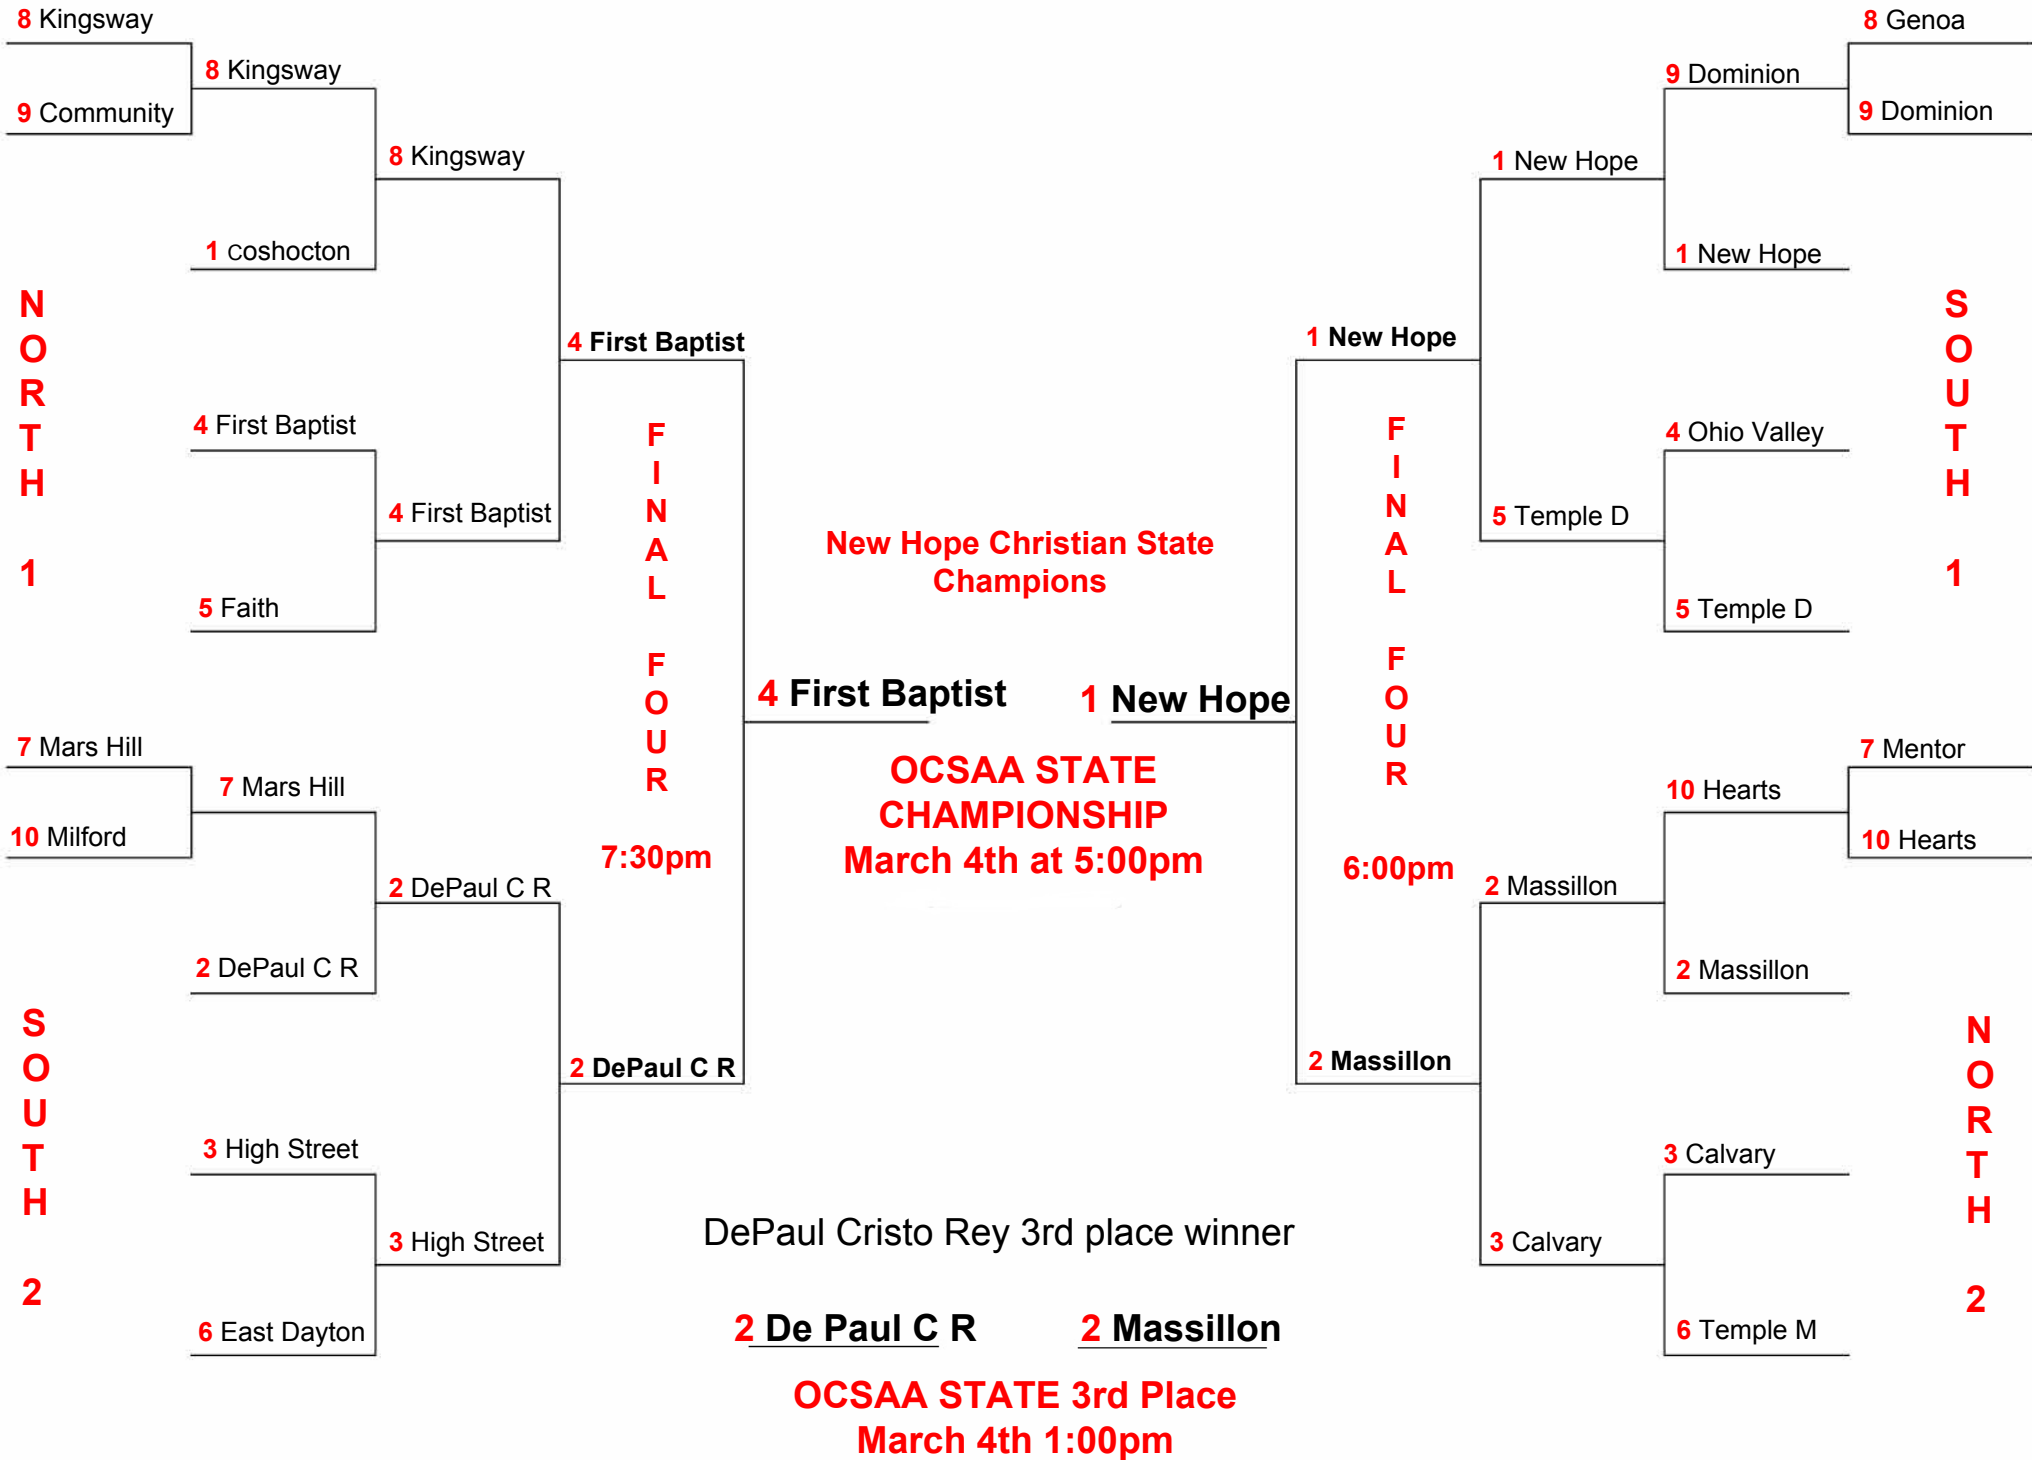 8 Kingsway
8 Kingsway
9 Community
8 Kingsway
1 Coshocton
N
O
R
T
H
1
4 First Baptist
4 First Baptist
4 First Baptist
5 Faith
F
I
N
A
L
F
O
U
R
7:30pm
7 Mars Hill
7 Mars Hill
10 Milford
2 DePaul C R
2 DePaul C R
S
O
U
T
H
2
2 DePaul C R
3 High Street
3 High Street
6 East Dayton
New Hope Christian State
Champions
4 First Baptist
1 New Hope
OCSAA STATE
CHAMPIONSHIP
March 4th at 5:00pm
DePaul Cristo Rey 3rd place winner
2 De Paul C R
2 Massillon
OCSAA STATE 3rd Place
March 4th 1:00pm
8 Genoa
9 Dominion
9 Dominion
1 New Hope
1 New Hope
S
O
U
T
H
1
1 New Hope
4 Ohio Valley
5 Temple D
5 Temple D
F
I
N
A
L
F
O
U
R
6:00pm
7 Mentor
10 Hearts
10 Hearts
2 Massillon
2 Massillon
N
O
R
T
H
2
2 Massillon
3 Calvary
3 Calvary
6 Temple M